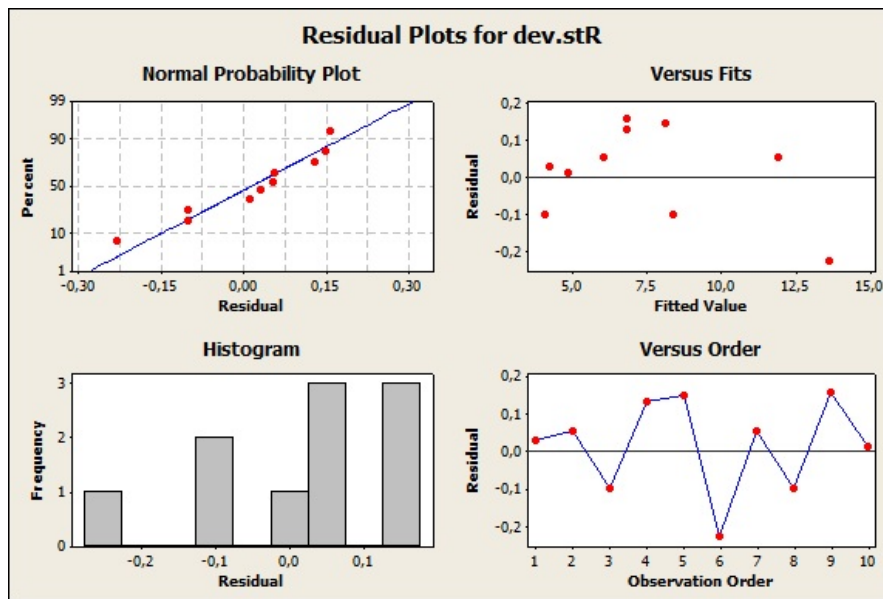 Residual Plots for dev.stR
Normal Probability Plot
Percent
99
90
50
10
1
-0,30 -0,15 0,00 0,15 0,30
Residual
Versus Fits
Residual
0,2
0,1
0,0
-0,1
-0,2
5,0 7,5 10,0 12,5 15,0
Fitted Value
Histogram
Frequency
3
2
1
0
-0,2 -0,1 0,0 0,1
Residual
Versus Order
Residual
0,2
0,1
0,0
-0,1
-0,2
1 2 3 4 5 6 7 8 9 10
Observation Order